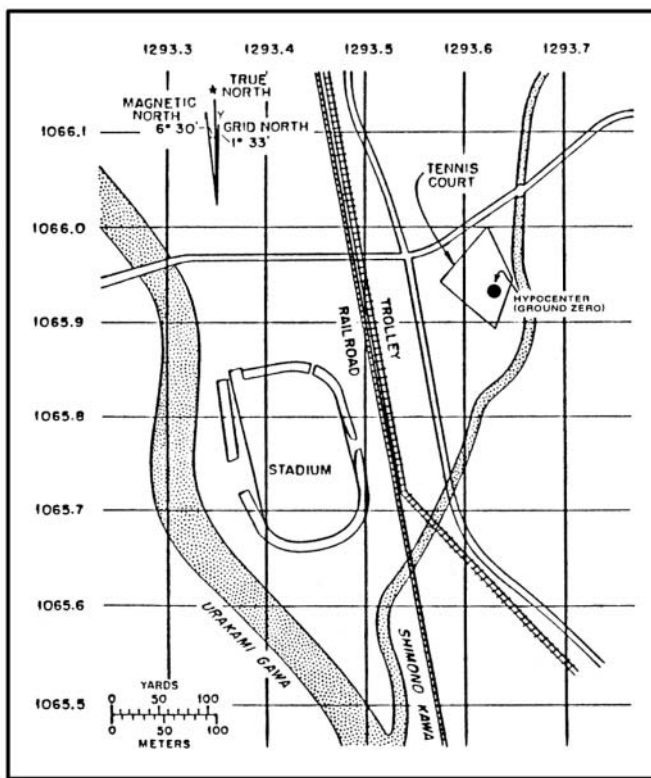 1293.3 1293.4 1293.5 1293.6 1293.7
TRUE
NORTH
MAGNETIC
NORTH
Y
6° 30'
GRID NORTH
1° 33'
1066.1
TENNIS
COURT
1066.0
HYPOCENTER
(GROUND ZERO)
1065.9
TROLLEY
RAILROAD
1065.8
STADIUM
1065.7
1065.6
URAKAMI GAWA
SHIMONO KAWA
1065.5
YARDS
0 50 100
0 50 100
METERS